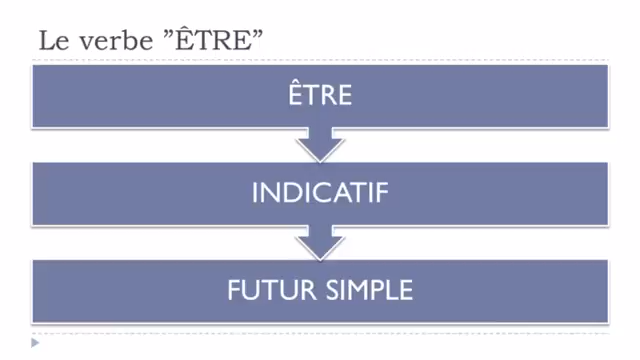 Le verbe ”ÊTRE”
ÊTRE
INDICATIF
FUTUR SIMPLE